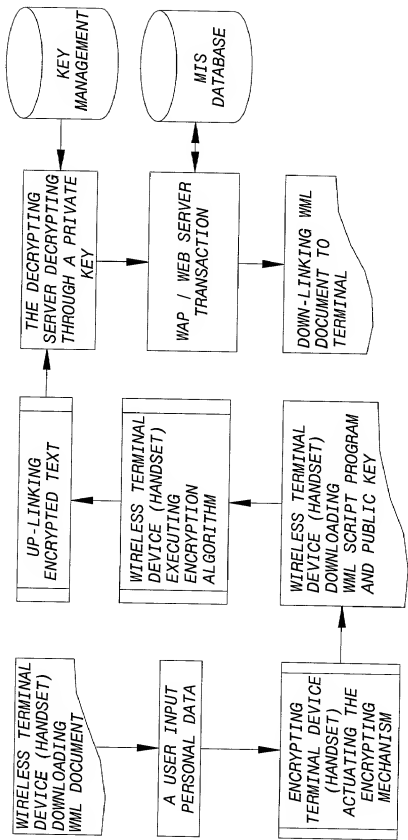 WIRELESS TERMINAL
DEVICE (HANDSET)
DOWNLOADING
WML DOCUMENT
A USER INPUT
PERSONAL DATA
ENCRYPTING
TERMINAL DEVICE
(HANDSET)
ACTUATING THE
ENCRYPTING
MECHANISM
WIRELESS TERMINAL
DEVICE (HANDSET)
DOWNLOADING
WML SCRIPT PROGRAM
AND PUBLIC KEY
WIRELESS TERMINAL
DEVICE (HANDSET)
EXECUTING
ENCRYPTION
ALGORITHM
UP-LINKING
ENCRYPTED TEXT
THE DECRYPTING
SERVER DECRYPTING
THROUGH A PRIVATE
KEY
KEY
MANAGEMENT
WAP / WEB SERVER
TRANSACTION
MIS
DATABASE
DOWN-LINKING WML
DOCUMENT TO
TERMINAL